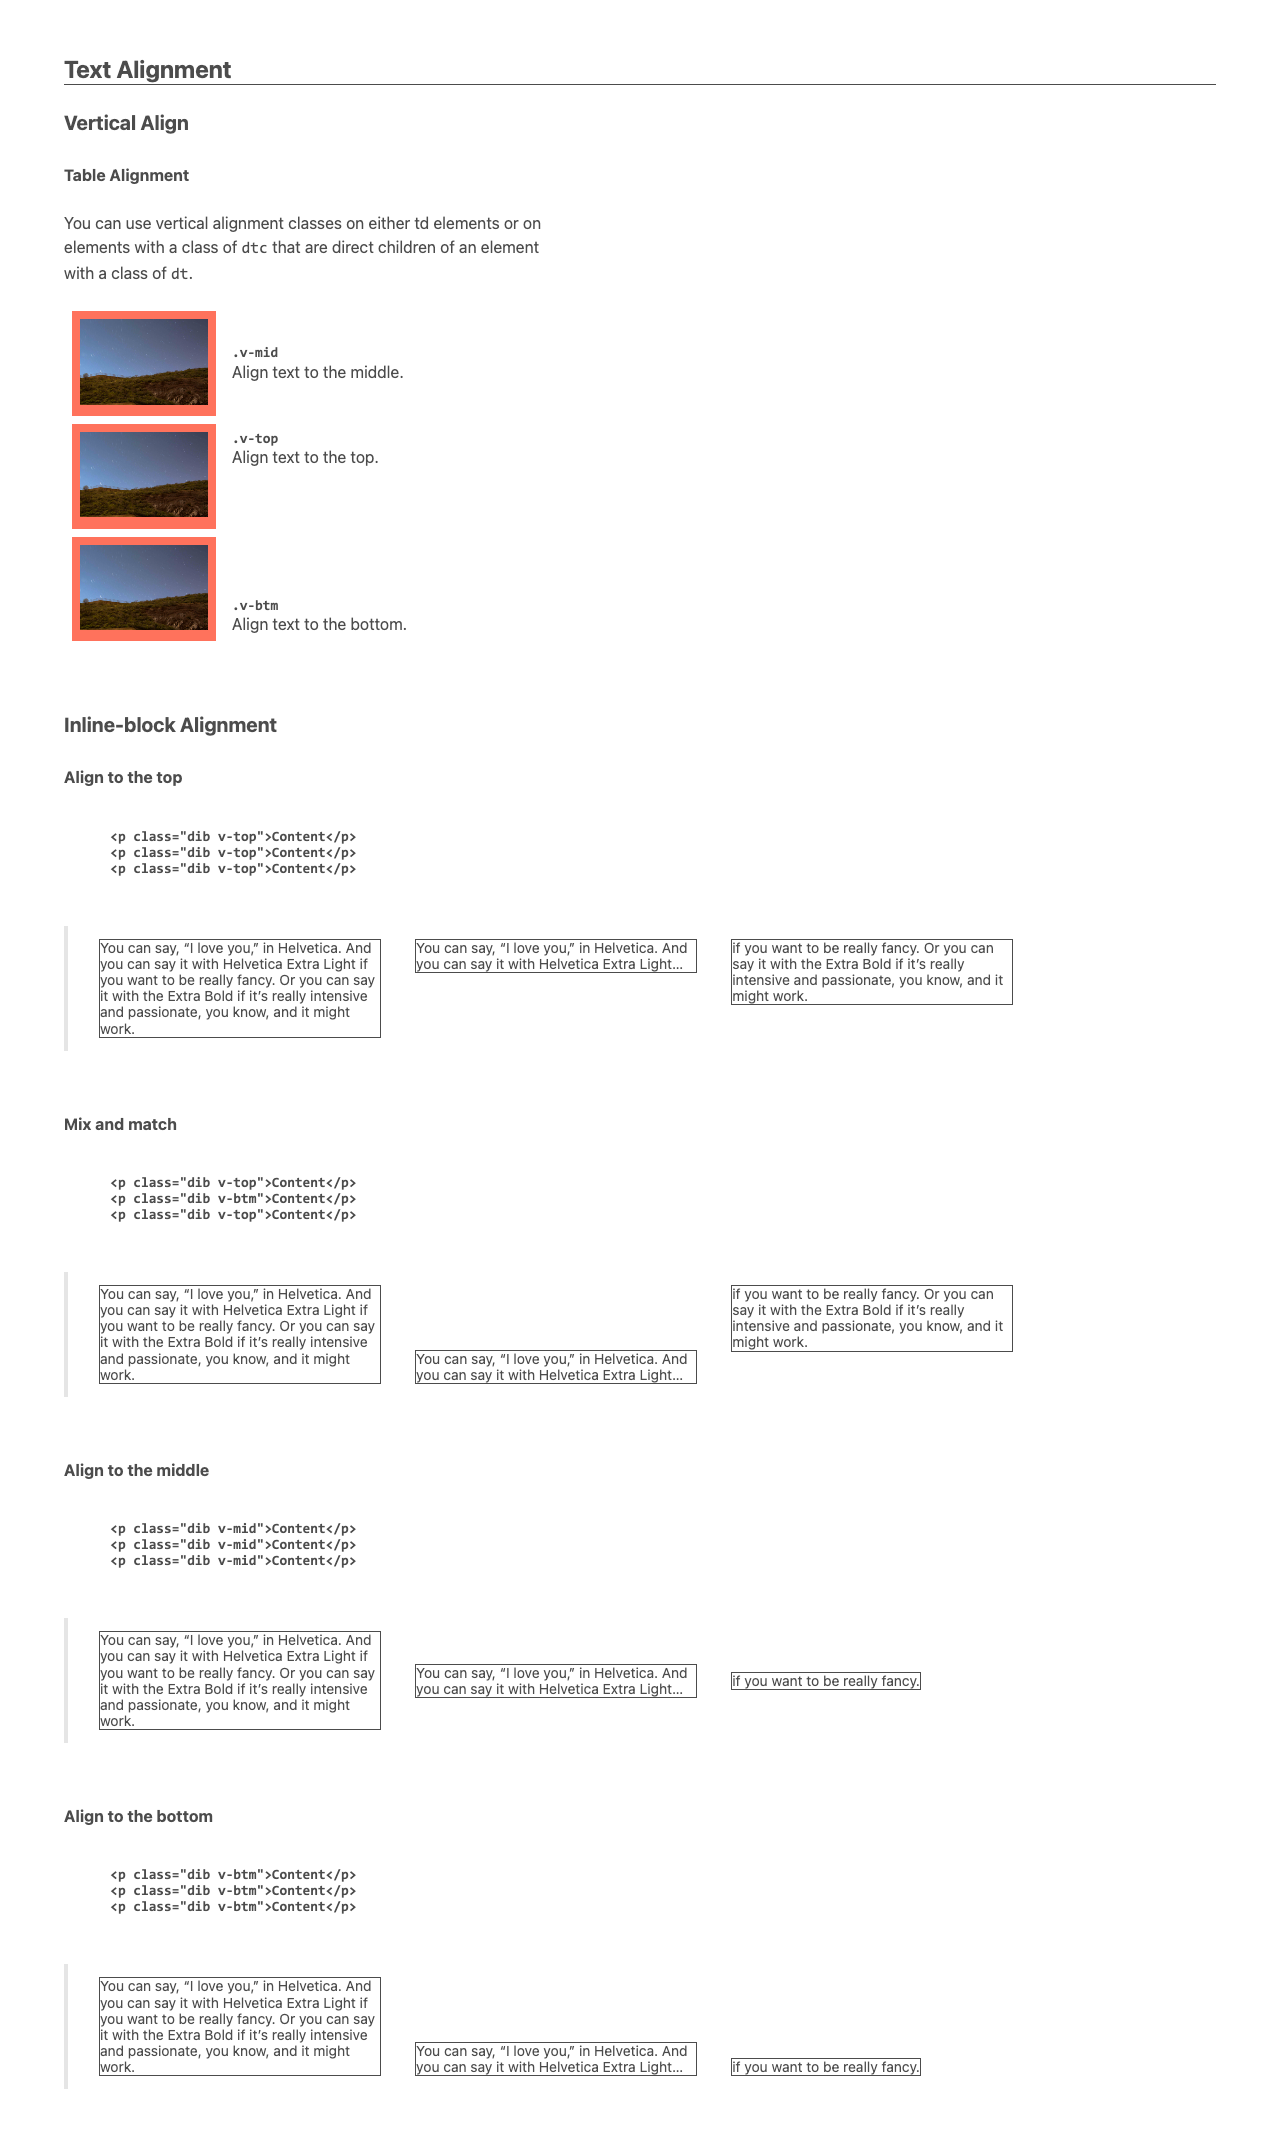 Text Alignment
Vertical Align
Table Alignment
You can use vertical alignment classes on either td elements or on
elements with a class of dtc that are direct children of an element
with a class of dt.
.v-mid
Align text to the middle.
.v-top
Align text to the top.
.v-btm
Align text to the bottom.
Inline-block Alignment
Align to the top
<p class="dib v-top">Content</p>
<p class="dib v-top">Content</p>
<p class="dib v-top">Content</p>
You can say, “I love you,” in Helvetica. And
you can say it with Helvetica Extra Light if
you want to be really fancy. Or you can say
it with the Extra Bold if it’s really intensive
and passionate, you know, and it might
work.
You can say, “I love you,” in Helvetica. And
you can say it with Helvetica Extra Light…
if you want to be really fancy. Or you can
say it with the Extra Bold if it’s really
intensive and passionate, you know, and it
might work.
Mix and match
<p class="dib v-top">Content</p>
<p class="dib v-btm">Content</p>
<p class="dib v-top">Content</p>
You can say, “I love you,” in Helvetica. And
you can say it with Helvetica Extra Light if
you want to be really fancy. Or you can say
it with the Extra Bold if it’s really intensive
and passionate, you know, and it might
work.
You can say, “I love you,” in Helvetica. And
you can say it with Helvetica Extra Light…
if you want to be really fancy. Or you can
say it with the Extra Bold if it’s really
intensive and passionate, you know, and it
might work.
Align to the middle
<p class="dib v-mid">Content</p>
<p class="dib v-mid">Content</p>
<p class="dib v-mid">Content</p>
You can say, “I love you,” in Helvetica. And
you can say it with Helvetica Extra Light if
you want to be really fancy. Or you can say
it with the Extra Bold if it’s really intensive
and passionate, you know, and it might
work.
You can say, “I love you,” in Helvetica. And
you can say it with Helvetica Extra Light…
if you want to be really fancy.
Align to the bottom
<p class="dib v-btm">Content</p>
<p class="dib v-btm">Content</p>
<p class="dib v-btm">Content</p>
You can say, “I love you,” in Helvetica. And
you can say it with Helvetica Extra Light if
you want to be really fancy. Or you can say
it with the Extra Bold if it’s really intensive
and passionate, you know, and it might
work.
You can say, “I love you,” in Helvetica. And
you can say it with Helvetica Extra Light…
if you want to be really fancy.